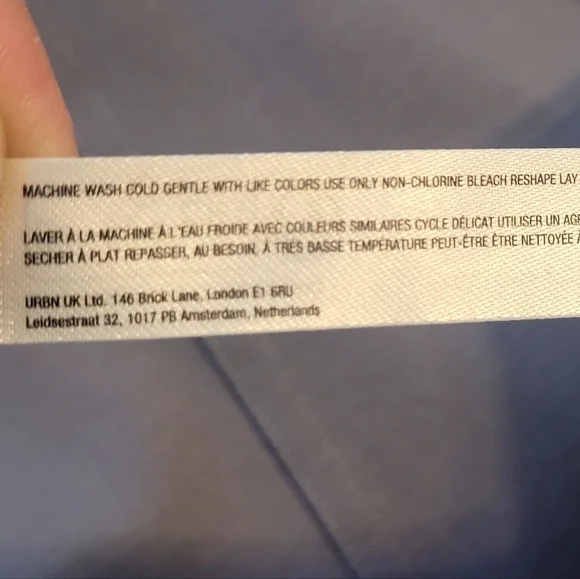 MACHINE WASH COLD GENTLE WITH LIKE COLORS USE ONLY NON-CHLORINE BLEACH RESHAPE LAY
LAVER À LA MACHINE À L'EAU FROIDE AVEC COULEURS SIMILAIRES CYCLE DÉLICAT UTILISER UN
SECHER À PLAT REPASSER, AU BESOIN, À TRÈS BASSE TEMPÉRATURE PEUT-ÊTRE ÊTRE NETTOYÉE
URBN UK Ltd. 146 Brick Lane, London E1 6RU
Leidsestraat 32, 1017 PB Amsterdam, Netherlands